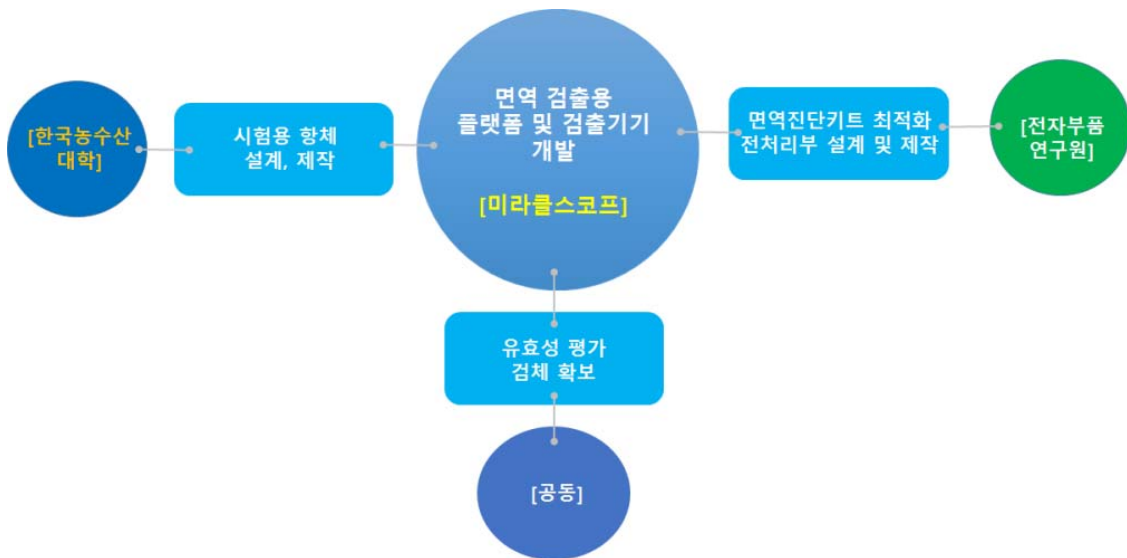 [한국농수산
대학]
시험용 항체
설계, 제작
면역 검출용
플랫폼 및 검출기기
개발
[미라클스코프]
면역진단키트 최적화
전처리부 설계 및 제작
[전자부품
연구원]
유효성 평가
검체 확보
[공동]